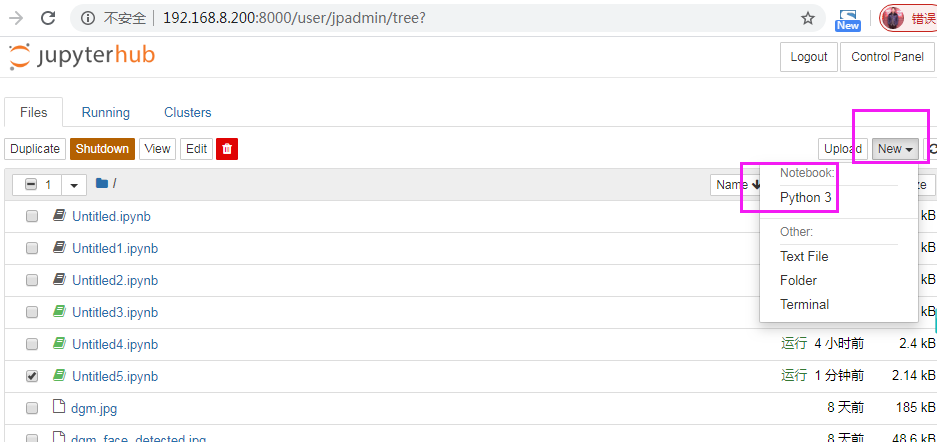 不安全 192.168.8.200:8000/user/jpadmin/tree? New 错误
jupyterhub Logout Control Panel
Files Running Clusters
Duplicate Shutdown View Edit Upload New
1 / Name
Notebook:
Python 3
Other:
Text File
Folder
Terminal
Untitled.ipynb kB
Untitled1.ipynb kB
Untitled2.ipynb kB
Untitled3.ipynb kB
Untitled4.ipynb 运行 4 小时前 2.4 kB
Untitled5.ipynb 运行 1 分钟前 2.14 kB
dgm.jpg 8 天前 185 kB
dgm_face_detected.jpg 8 天前 48.6 kB